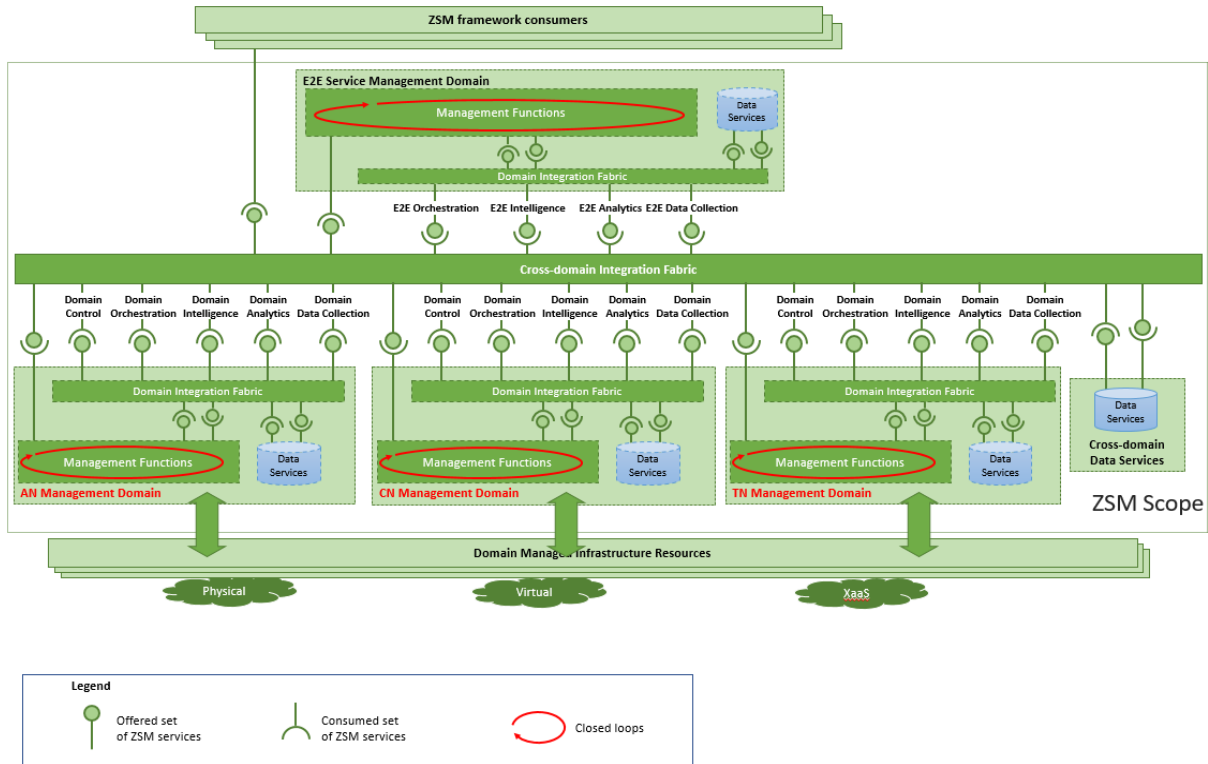 ZSM framework consumers
E2E Service Management Domain
Management Functions
Data
Services
Domain Integration Fabric
E2E Orchestration
E2E Intelligence
E2E Analytics
E2E Data Collection
Cross-domain Integration Fabric
Domain
Control
Domain
Orchestration
Domain
Intelligence
Domain
Analytics
Domain
Data Collection
Domain
Control
Domain
Orchestration
Domain
Intelligence
Domain
Analytics
Domain
Data Collection
Domain
Control
Domain
Orchestration
Domain
Intelligence
Domain
Analytics
Domain
Data Collection
Domain Integration Fabric
Management Functions
Data
Services
AN Management Domain
Domain Integration Fabric
Management Functions
Data
Services
CN Management Domain
Domain Integration Fabric
Management Functions
Data
Services
TN Management Domain
Data
Services
Cross-domain
Data Services
ZSM Scope
Domain Managed Infrastructure Resources
Physical
Virtual
XaaS
Legend
Offered set
of ZSM services
Consumed set
of ZSM services
Closed loops